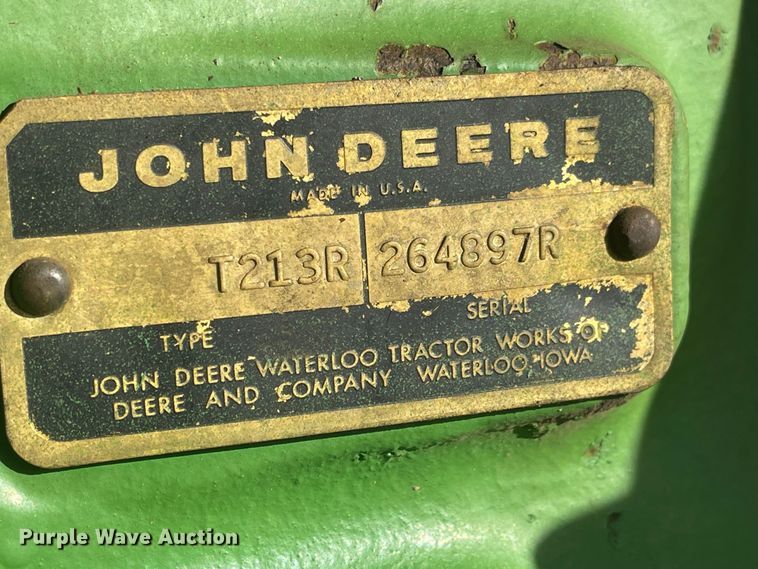 JOHN DEERE
MADE IN U.S.A.
T213R 264897R
TYPE SERIAL
JOHN DEERE WATERLOO TRACTOR WORKS OF
DEERE AND COMPANY WATERLOO, IOWA
Purple Wave Auction